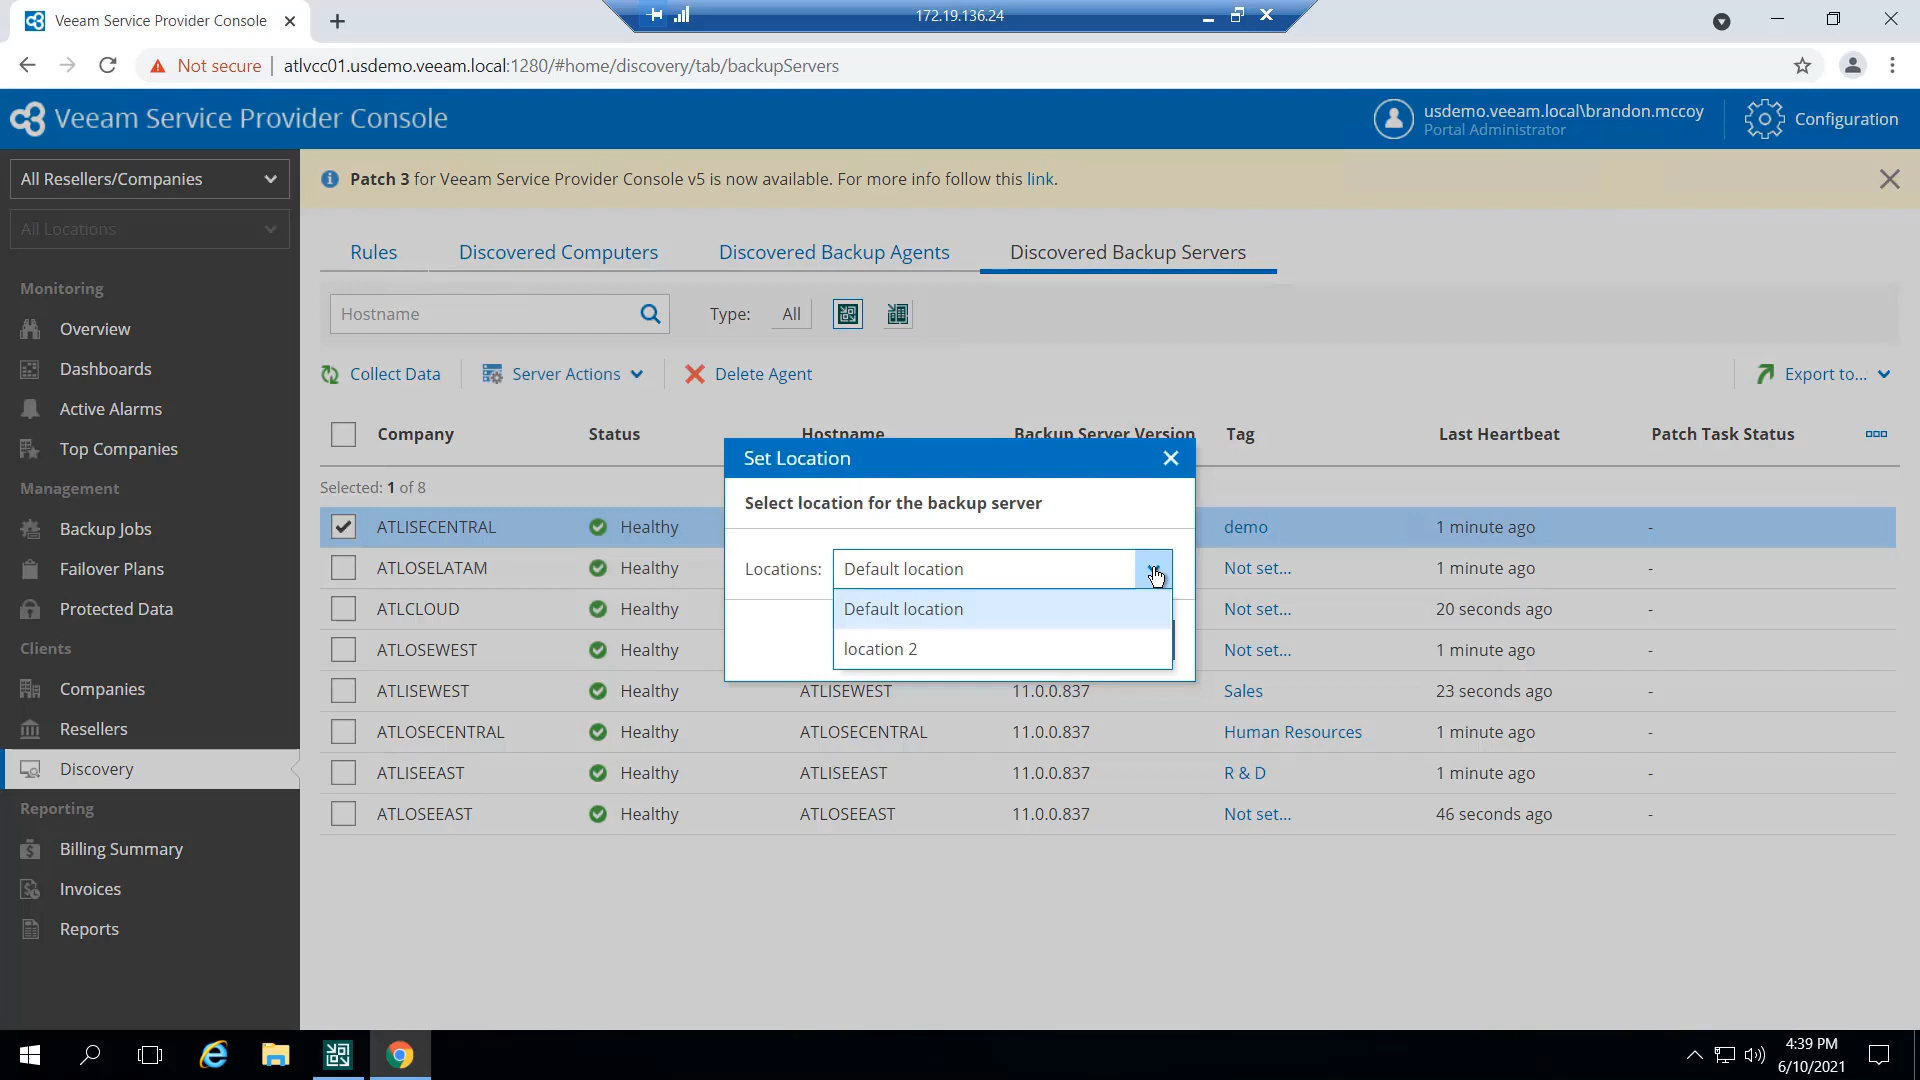 Veeam Service Provider Console
172.19.136.24
Not secure
atlvcc01.usdemo.veeam.local:1280/#home/discovery/tab/backupServers
Veeam Service Provider Console
usdemo.veeam.local\brandon.mccoy
Portal Administrator
Configuration
All Resellers/Companies
All Locations
Monitoring
Overview
Dashboards
Active Alarms
Top Companies
Management
Backup Jobs
Failover Plans
Protected Data
Clients
Companies
Resellers
Discovery
Reporting
Billing Summary
Invoices
Reports
Patch 3 for Veeam Service Provider Console v5 is now available. For more info follow this link.
Rules Discovered Computers Discovered Backup Agents Discovered Backup Servers
Hostname Type: All
Collect Data Server Actions Delete Agent Export to...
Company Status Hostname Backup Server Version Tag Last Heartbeat Patch Task Status
Selected: 1 of 8
ATLISECENTRAL Healthy demo 1 minute ago -
ATLOSELATAM Healthy Not set... 1 minute ago -
ATLCLOUD Healthy Not set... 20 seconds ago -
ATLOSEWEST Healthy Not set... 1 minute ago -
ATLISEWEST Healthy ATLISEWEST 11.0.0.837 Sales 23 seconds ago -
ATLOSECENTRAL Healthy ATLOSECENTRAL 11.0.0.837 Human Resources 1 minute ago -
ATLISEEAST Healthy ATLISEEAST 11.0.0.837 R & D 1 minute ago -
ATLOSEEAST Healthy ATLOSEEAST 11.0.0.837 Not set... 46 seconds ago -
Set Location
Select location for the backup server
Locations: Default location
Default location
location 2
4:39 PM
6/10/2021